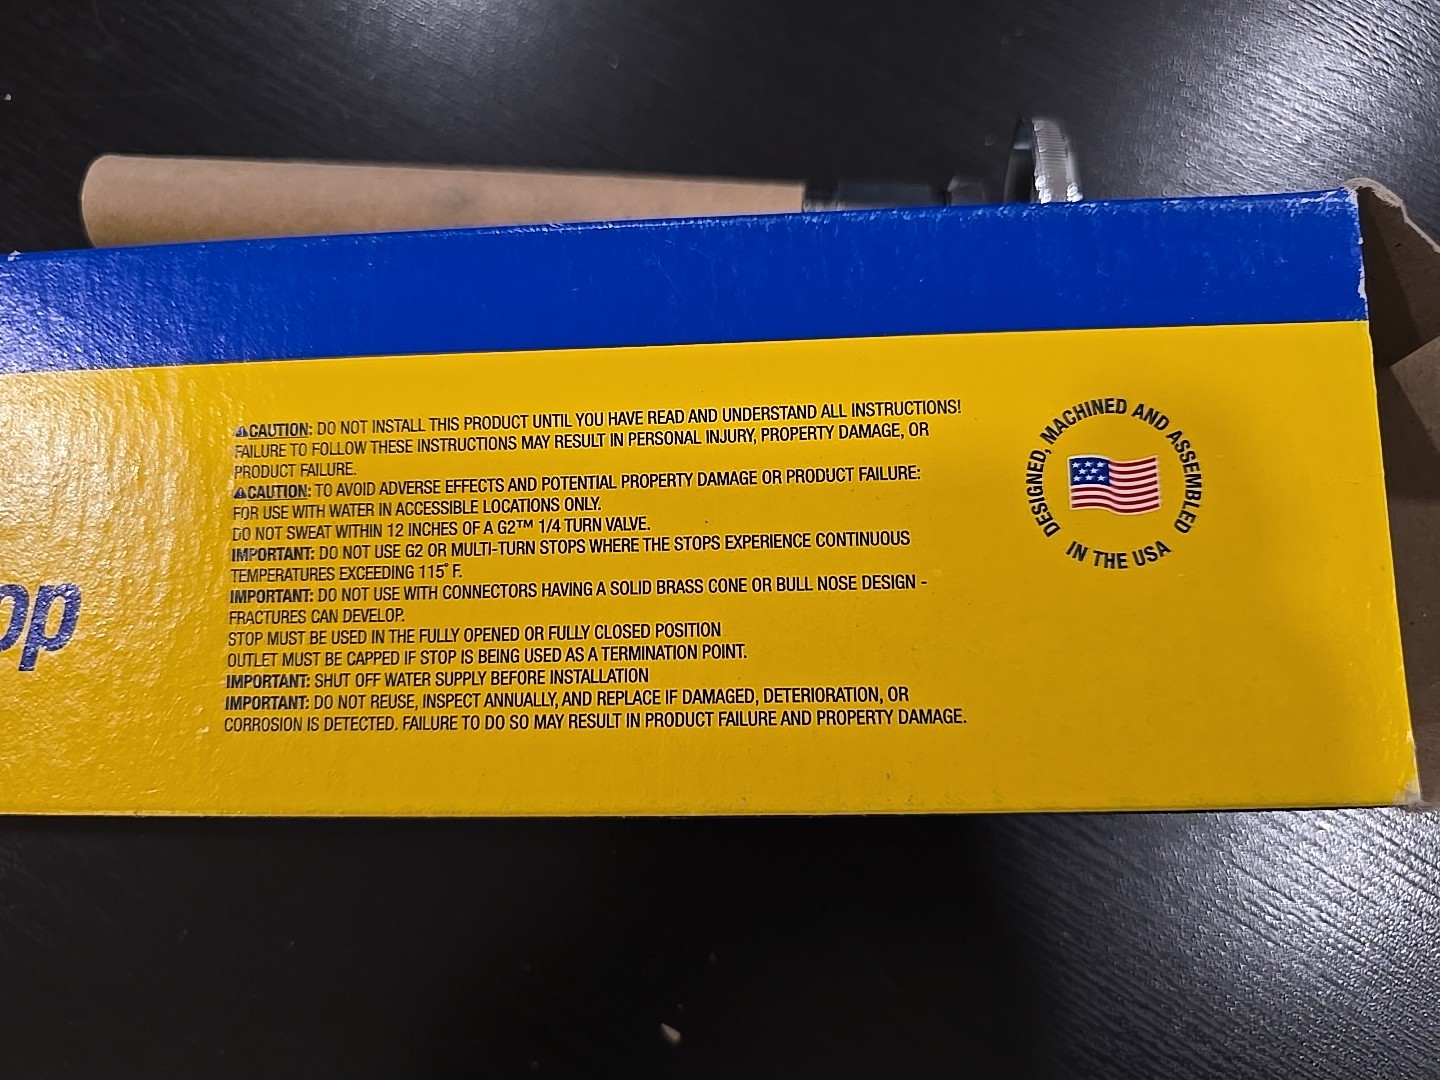 ⚠CAUTION: DO NOT INSTALL THIS PRODUCT UNTIL YOU HAVE READ AND UNDERSTAND ALL INSTRUCTIONS!
FAILURE TO FOLLOW THESE INSTRUCTIONS MAY RESULT IN PERSONAL INJURY, PROPERTY DAMAGE, OR
PRODUCT FAILURE.
⚠CAUTION: TO AVOID ADVERSE EFFECTS AND POTENTIAL PROPERTY DAMAGE OR PRODUCT FAILURE:
FOR USE WITH WATER IN ACCESSIBLE LOCATIONS ONLY.
DO NOT SWEAT WITHIN 12 INCHES OF A G2™ 1/4 TURN VALVE.
IMPORTANT: DO NOT USE G2 OR MULTI-TURN STOPS WHERE THE STOPS EXPERIENCE CONTINUOUS
TEMPERATURES EXCEEDING 115° F.
IMPORTANT: DO NOT USE WITH CONNECTORS HAVING A SOLID BRASS CONE OR BULL NOSE DESIGN -
FRACTURES CAN DEVELOP.
STOP MUST BE USED IN THE FULLY OPENED OR FULLY CLOSED POSITION
OUTLET MUST BE CAPPED IF STOP IS BEING USED AS A TERMINATION POINT.
IMPORTANT: SHUT OFF WATER SUPPLY BEFORE INSTALLATION
IMPORTANT: DO NOT REUSE, INSPECT ANNUALLY, AND REPLACE IF DAMAGED, DETERIORATION, OR
CORROSION IS DETECTED. FAILURE TO DO SO MAY RESULT IN PRODUCT FAILURE AND PROPERTY DAMAGE.
DESIGNED, MACHINED AND ASSEMBLED
IN THE USA
op